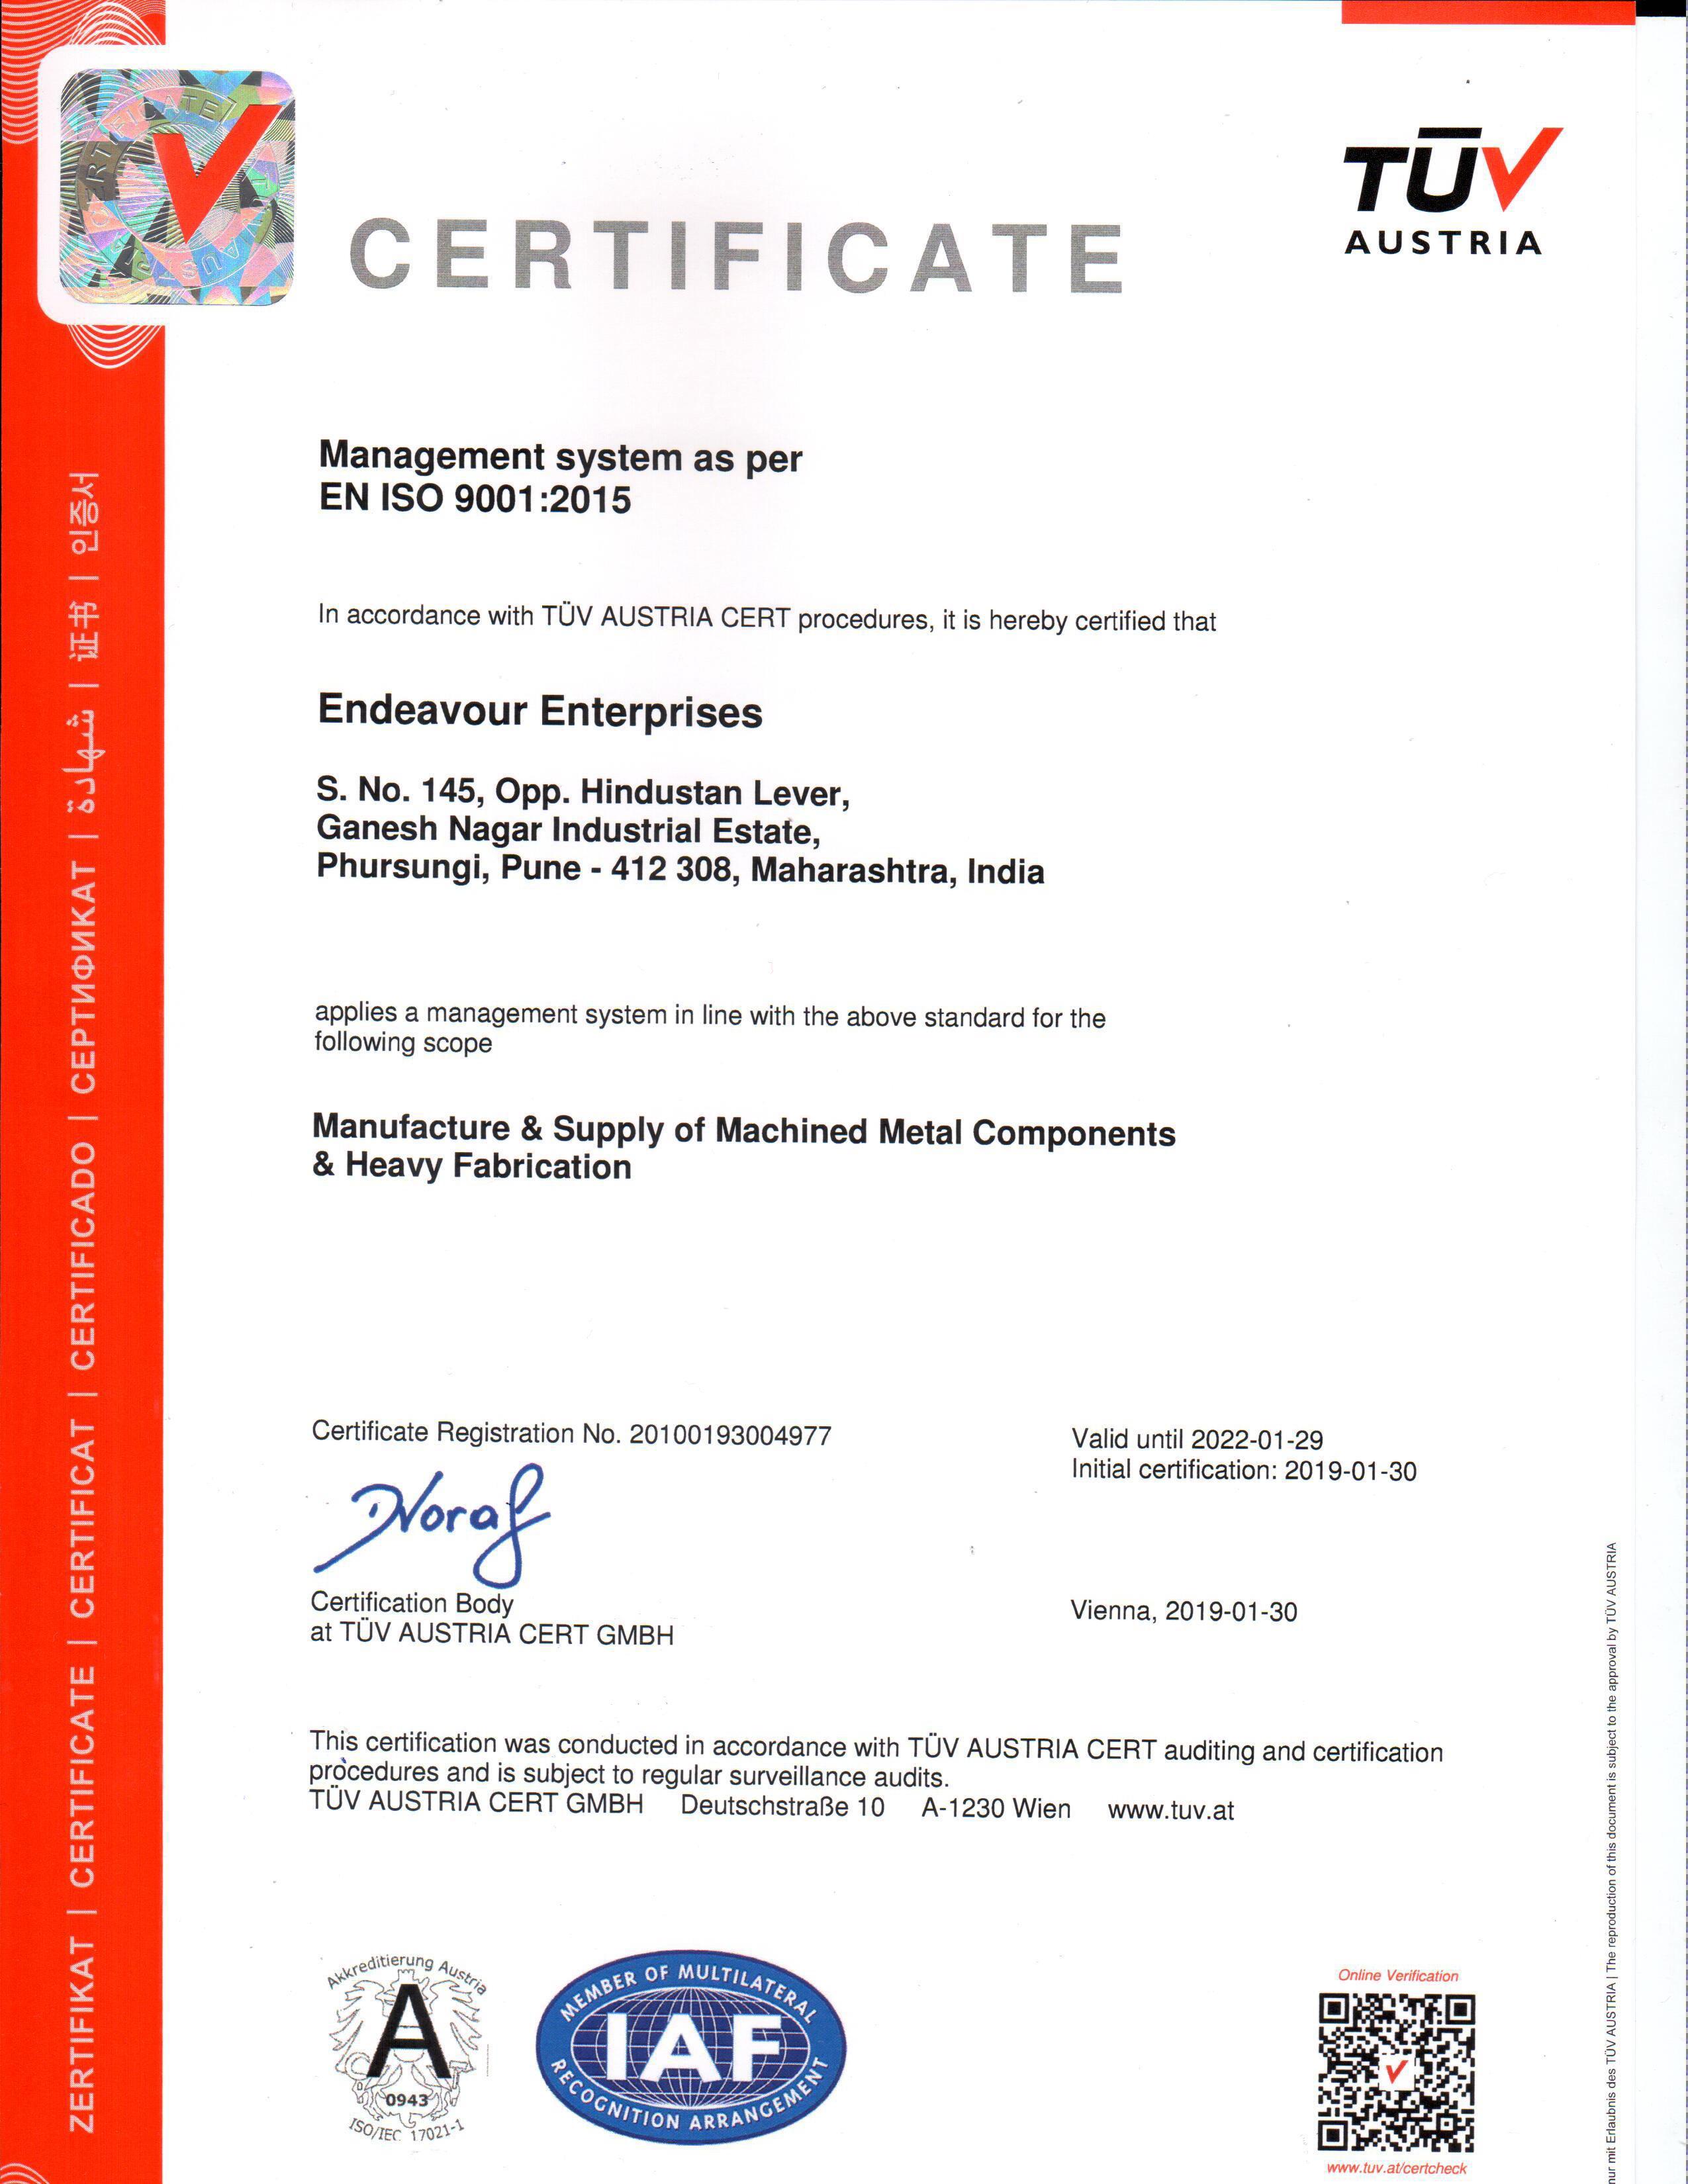 CERTIFICATE
TÜV
AUSTRIA
Management system as per
EN ISO 9001:2015
In accordance with TÜV AUSTRIA CERT procedures, it is hereby certified that
Endeavour Enterprises
S. No. 145, Opp. Hindustan Lever,
Ganesh Nagar Industrial Estate,
Phursungi, Pune - 412 308, Maharashtra, India
applies a management system in line with the above standard for the
following scope
Manufacture & Supply of Machined Metal Components
& Heavy Fabrication
Certificate Registration No. 20100193004977
Valid until 2022-01-29
Initial certification: 2019-01-30
Certification Body
at TÜV AUSTRIA CERT GMBH
Vienna, 2019-01-30
This certification was conducted in accordance with TÜV AUSTRIA CERT auditing and certification
procedures and is subject to regular surveillance audits.
TÜV AUSTRIA CERT GMBH Deutschstraße 10 A-1230 Wien www.tuv.at
Akkreditierung Austria
A
0943
ISO/IEC 17021-1
MEMBER OF MULTILATERAL
IAF
RECOGNITION ARRANGEMENT
Online Verification
www.tuv.at/certcheck
ZERTIFIKAT | CERTIFICATE | CERTIFICAT | CERTIFICADO | СЕРТИФИКАТ | شهادة | 证书 | 인증서
nur mit Erlaubnis des TÜV AUSTRIA | The reproduction of this document is subject to the approval by TÜV AUSTRIA